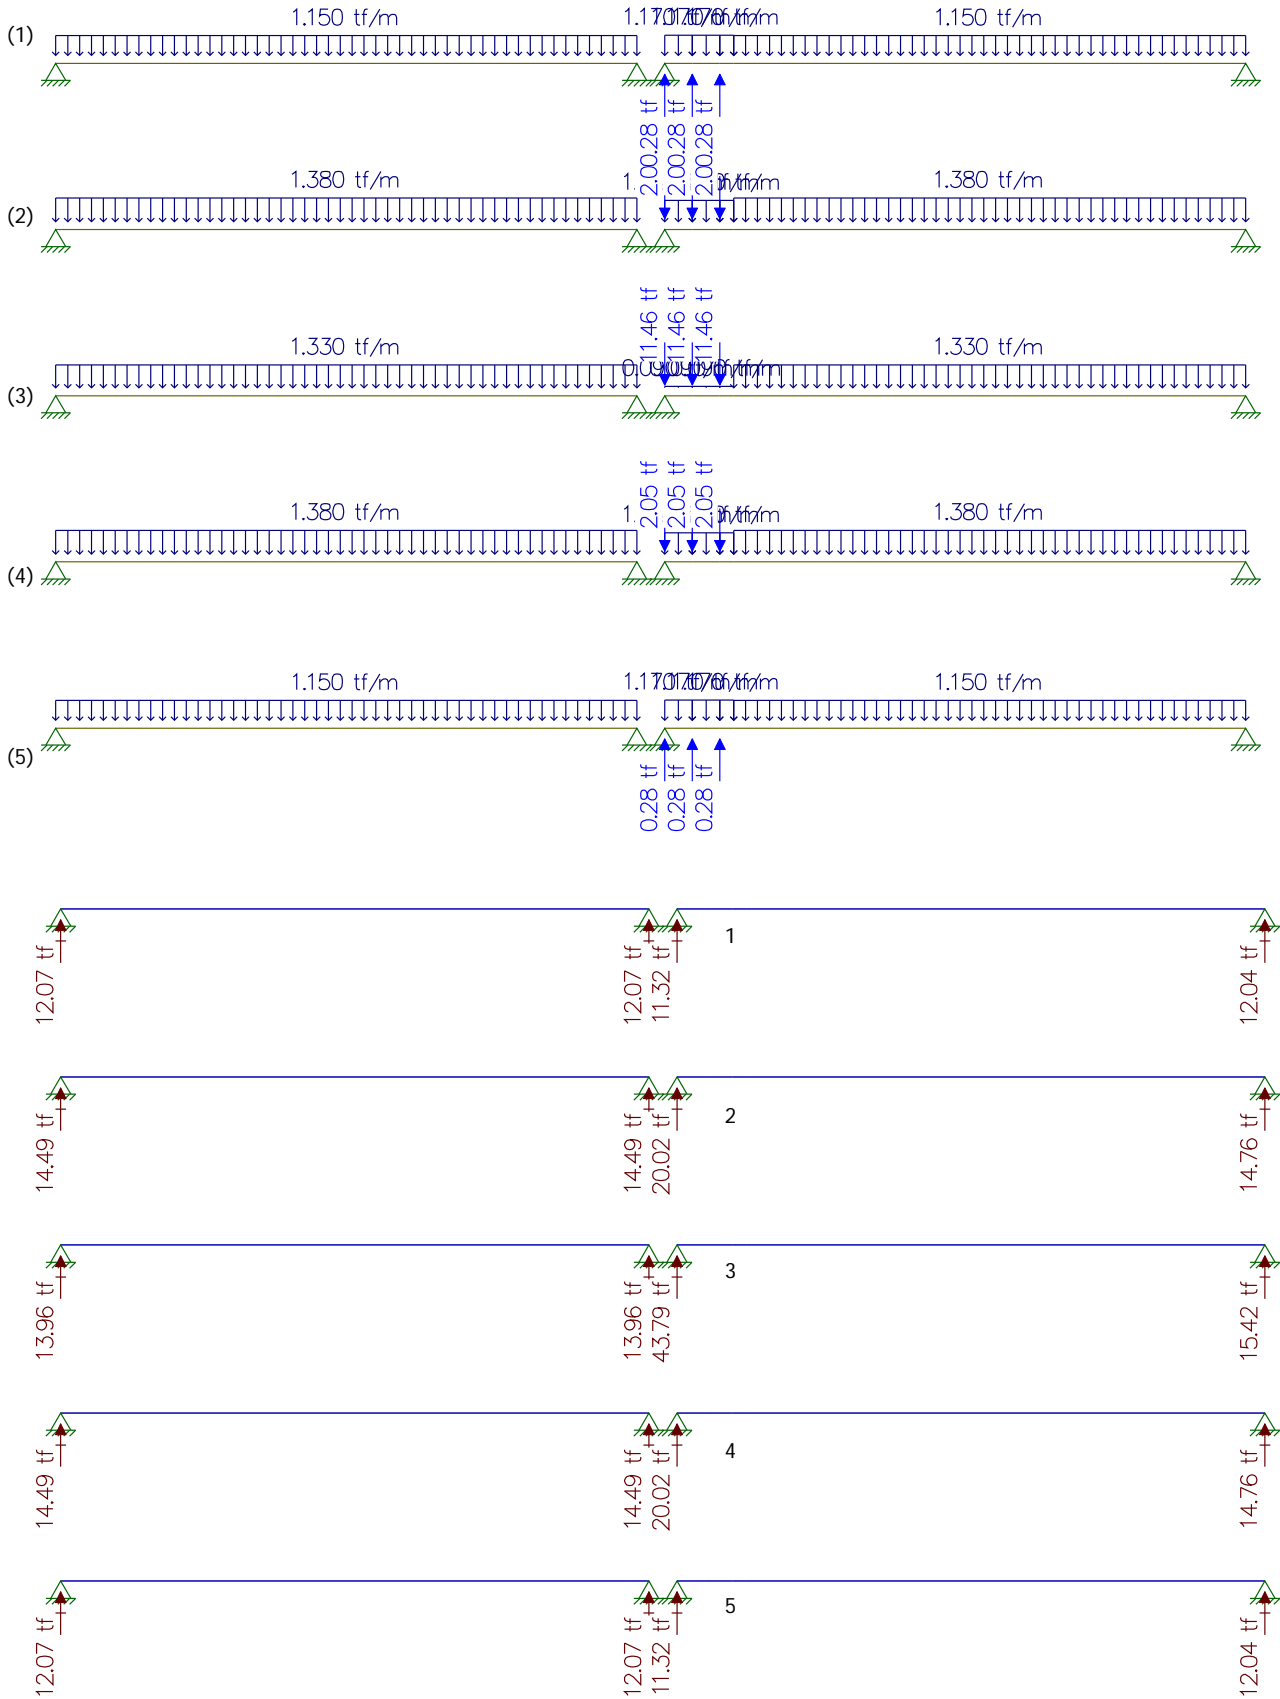 1.150 tf/m 1.150 tf/m
(1)
2.0 0.28 tf 2.0 0.28 tf 2.0 0.28 tf
1.380 tf/m 1.380 tf/m
(2)
11.46 tf 11.46 tf 11.46 tf
1.330 tf/m 1.330 tf/m
(3)
2.05 tf 2.05 tf 2.05 tf
1.380 tf/m 1.380 tf/m
(4)
1.150 tf/m 1.150 tf/m
(5)
0.28 tf 0.28 tf 0.28 tf
1
12.07 tf 12.07 tf 11.32 tf 12.04 tf
2
14.49 tf 14.49 tf 20.02 tf 14.76 tf
3
13.96 tf 13.96 tf 43.79 tf 15.42 tf
4
14.49 tf 14.49 tf 20.02 tf 14.76 tf
5
12.07 tf 12.07 tf 11.32 tf 12.04 tf